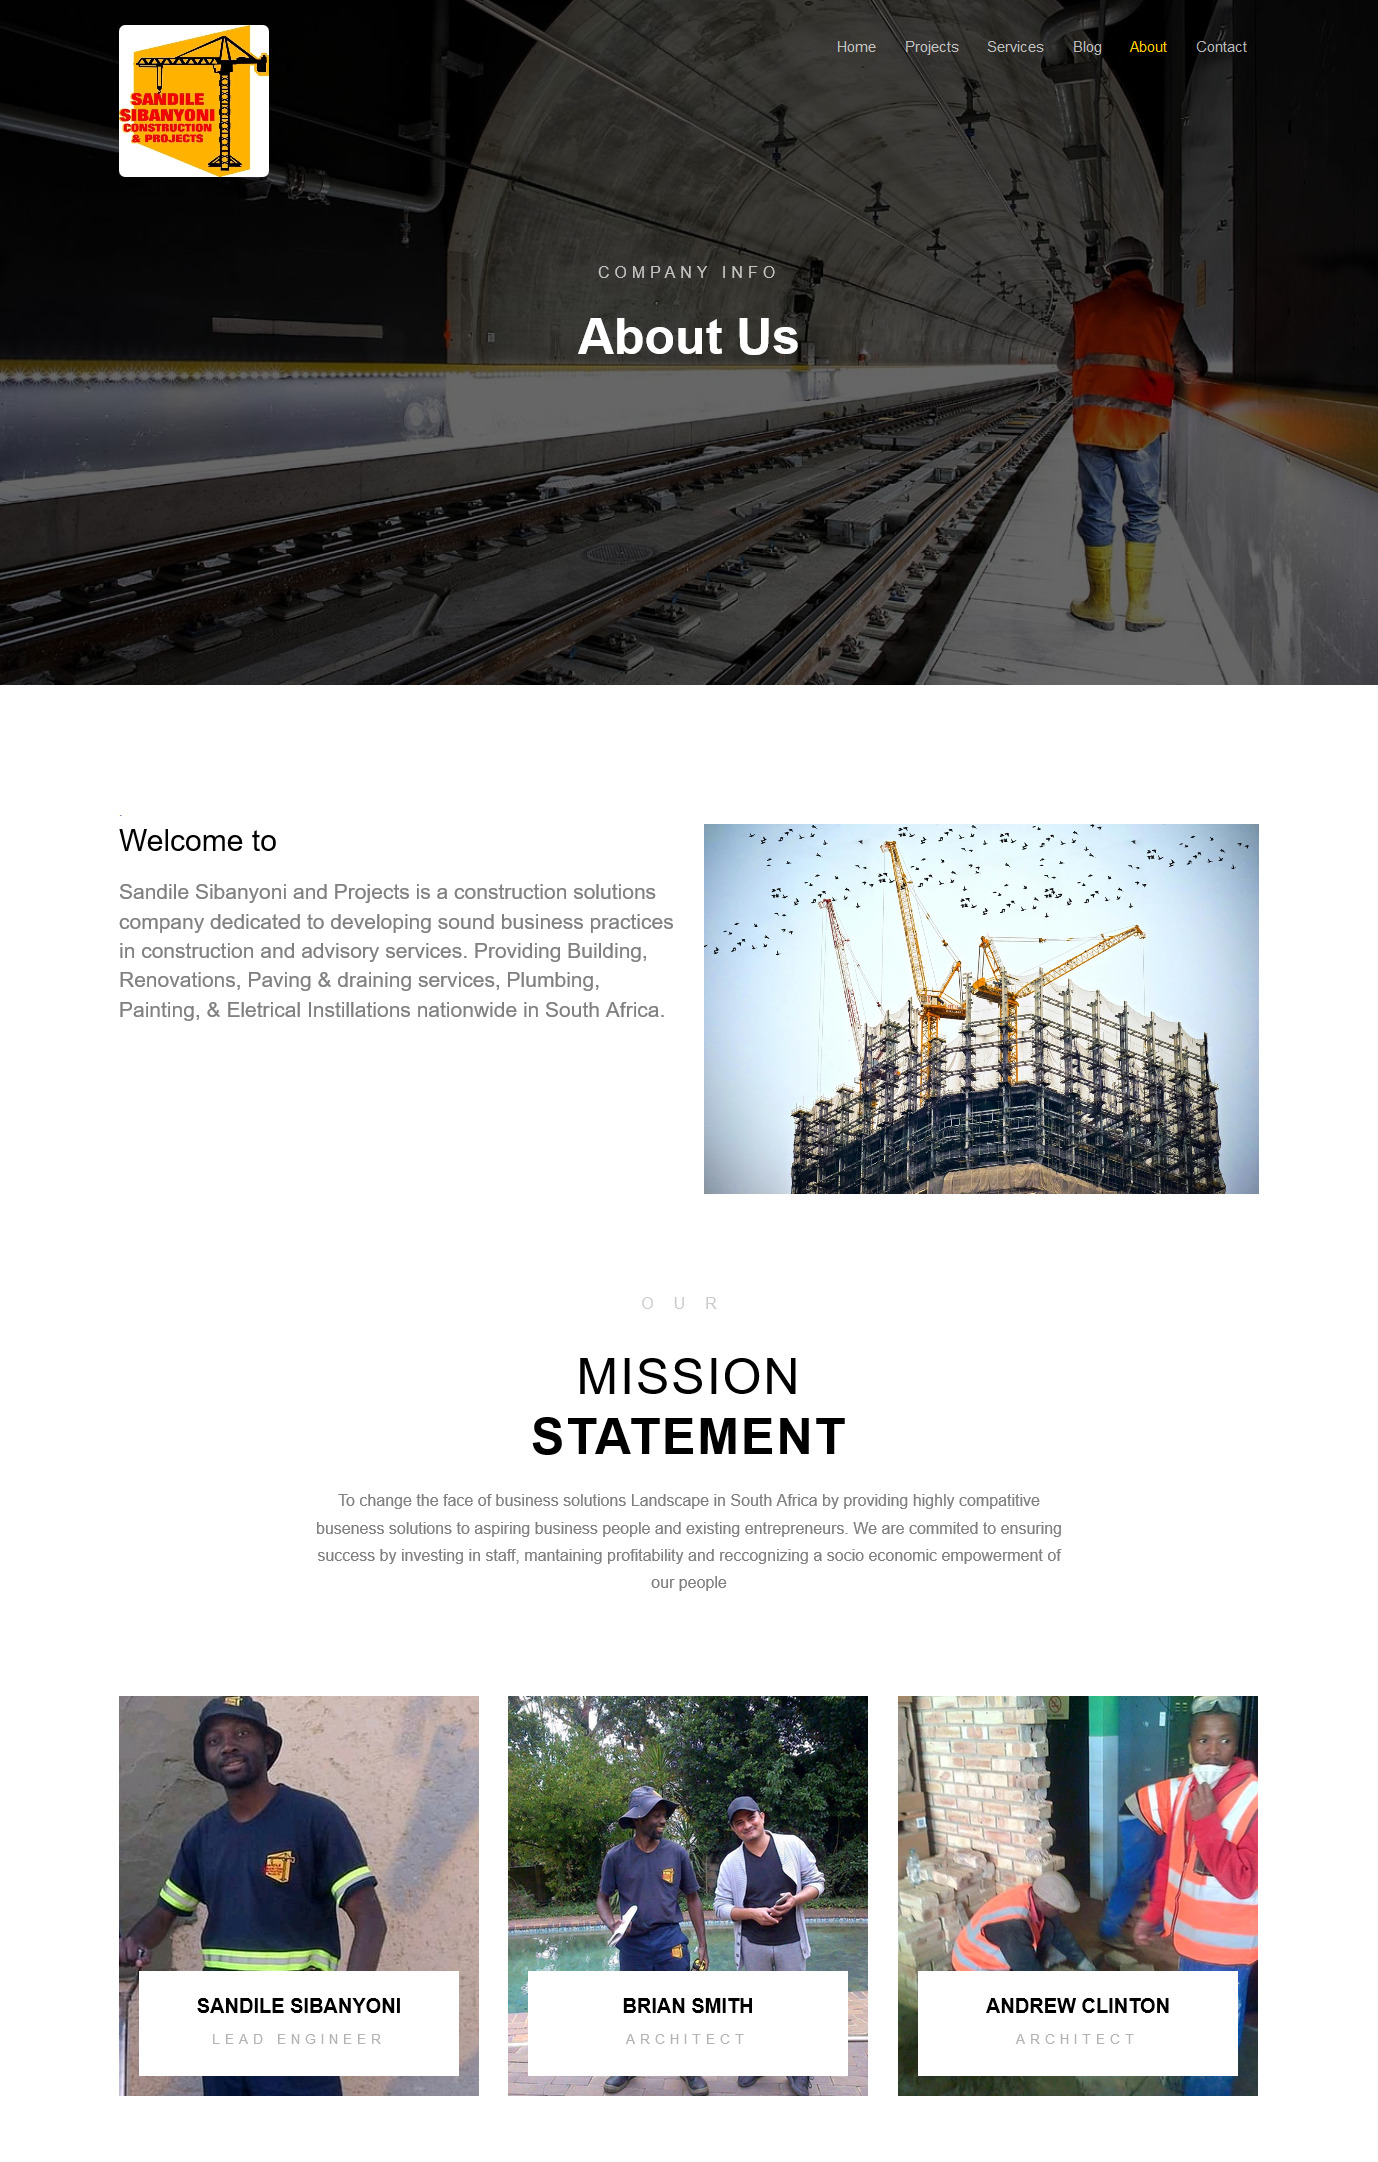 SANDILE
SIBANYONI
CONSTRUCTION
& PROJECTS
Home Projects Services Blog About Contact
COMPANY INFO
About Us
.
Welcome to
Sandile Sibanyoni and Projects is a construction solutions
company dedicated to developing sound business practices
in construction and advisory services. Providing Building,
Renovations, Paving & draining services, Plumbing,
Painting, & Eletrical Instillations nationwide in South Africa.
OUR
MISSION
STATEMENT
To change the face of business solutions Landscape in South Africa by providing highly compatitive
buseness solutions to aspiring business people and existing entrepreneurs. We are commited to ensuring
success by investing in staff, mantaining profitability and reccognizing a socio economic empowerment of
our people
SANDILE SIBANYONI
LEAD ENGINEER
BRIAN SMITH
ARCHITECT
ANDREW CLINTON
ARCHITECT